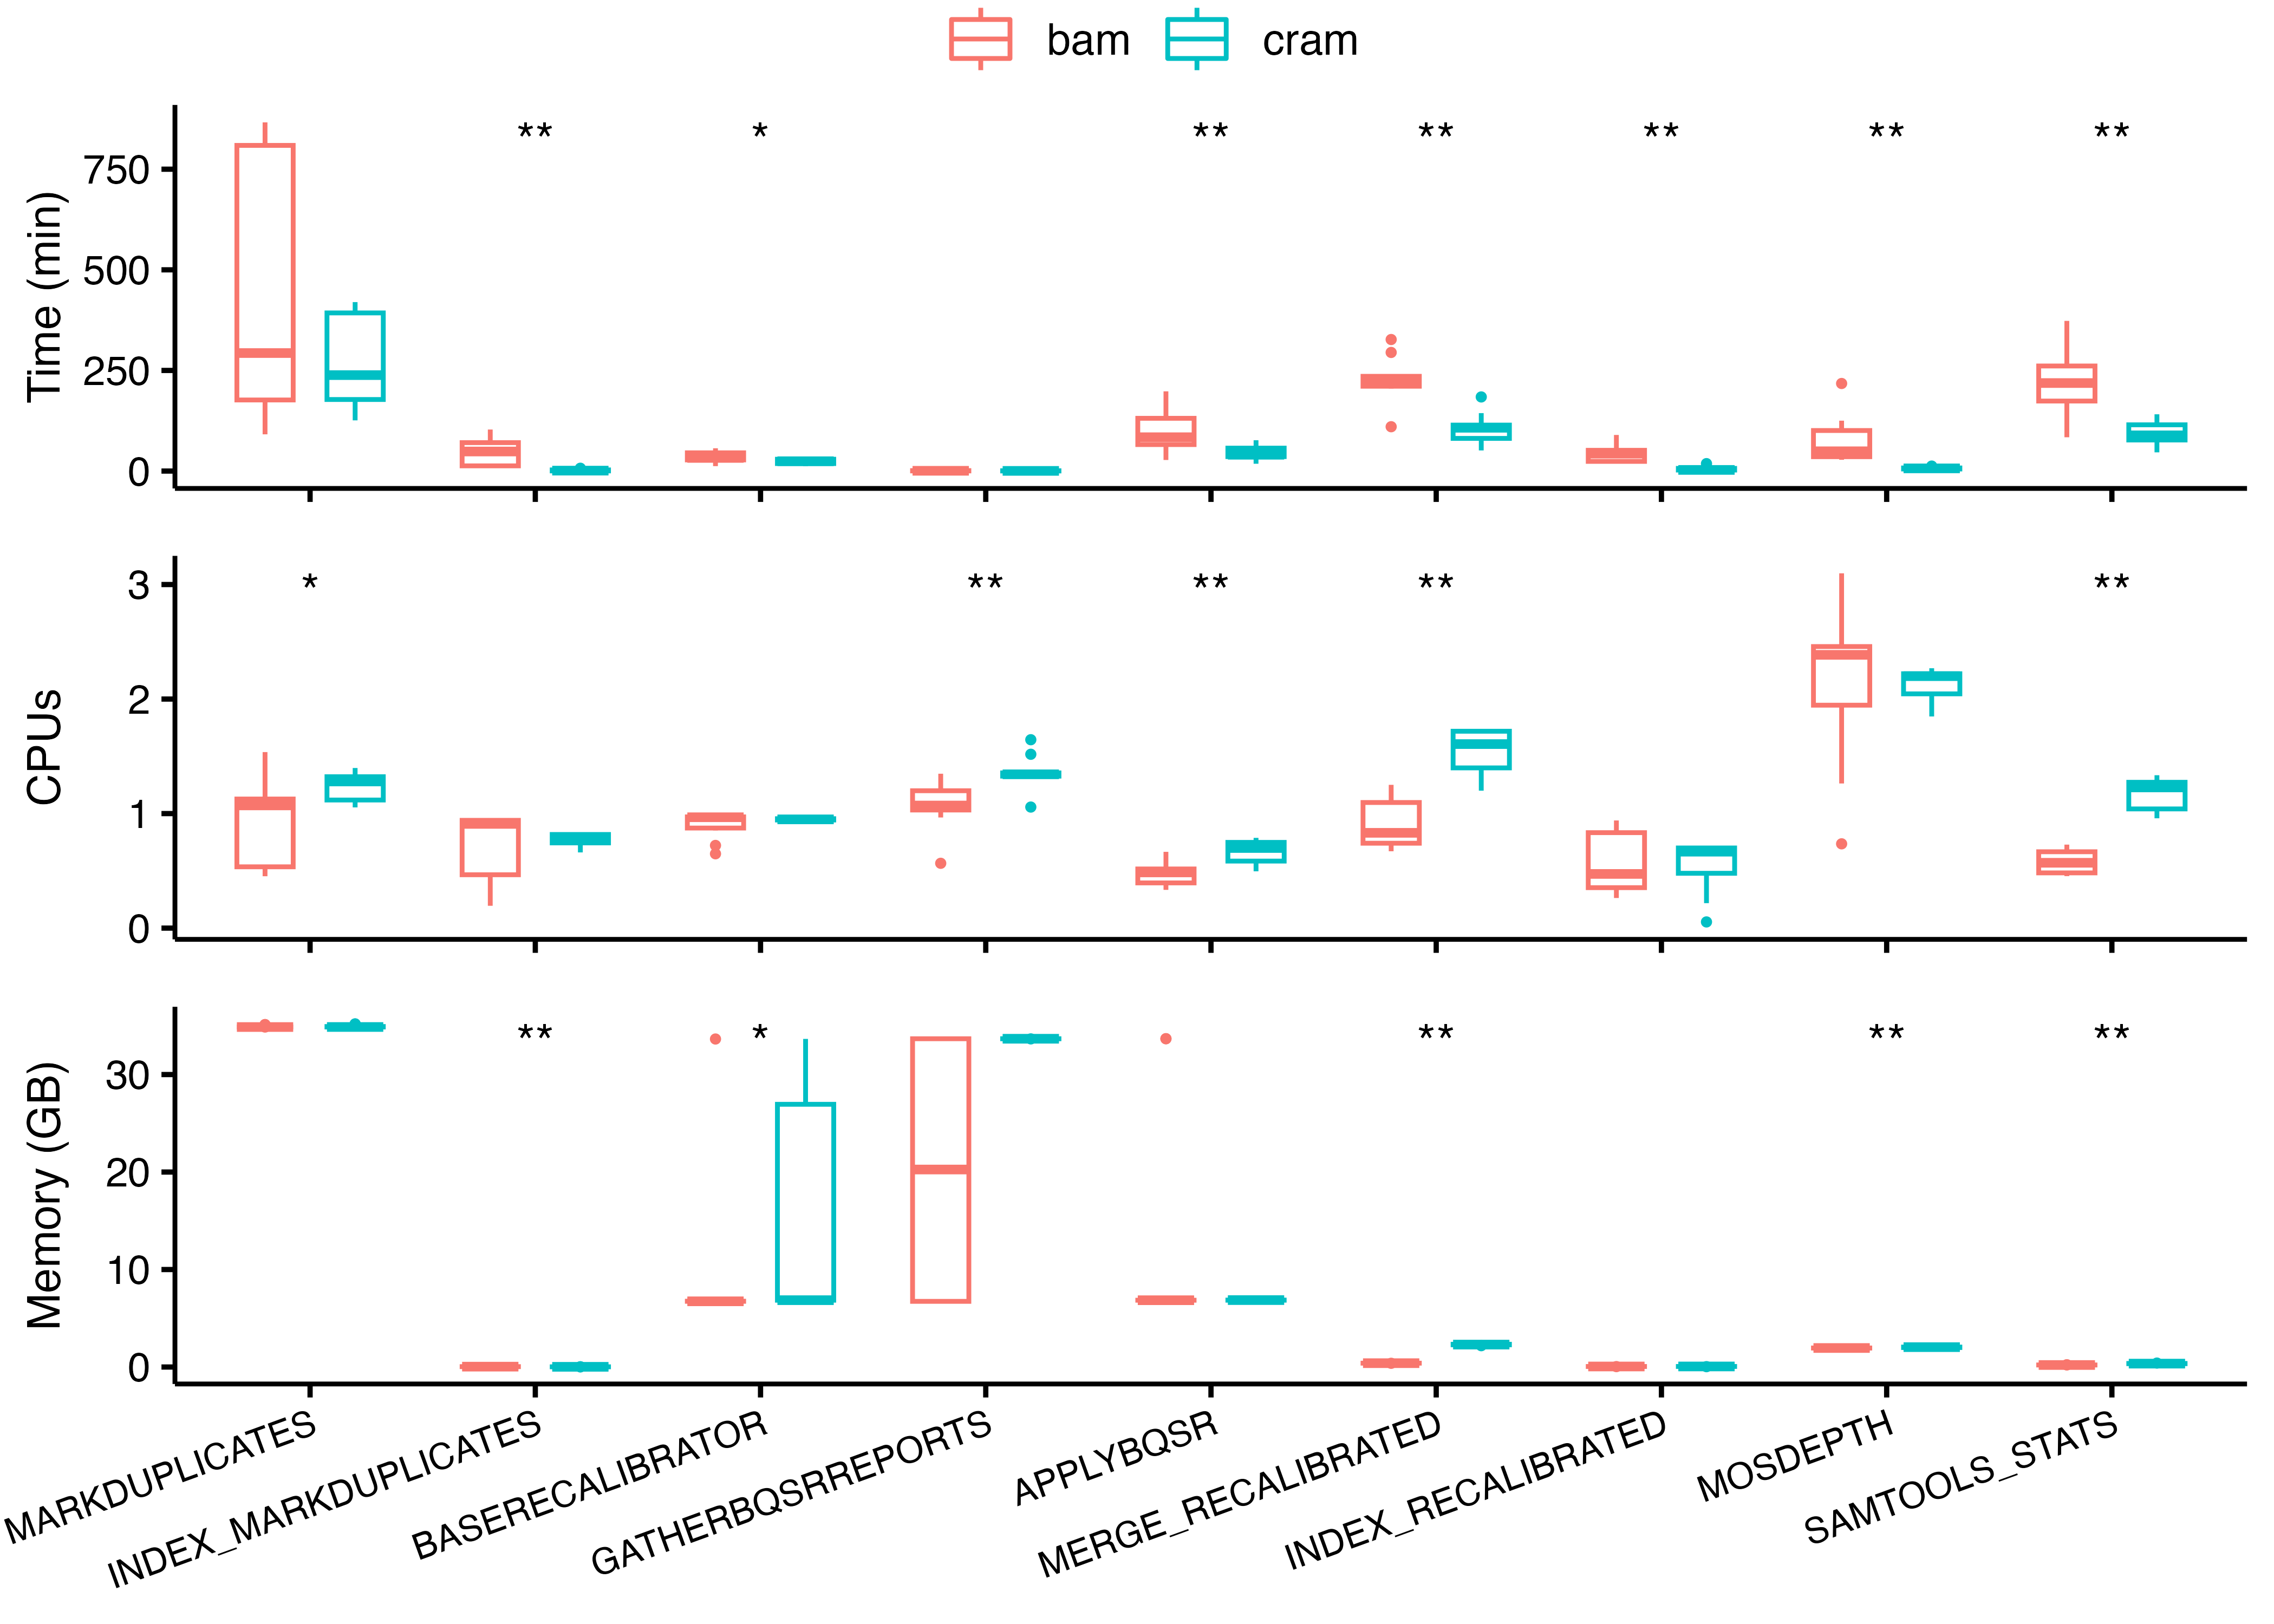 bam cram
** * ** ** ** ** **
Time (min)
750
500
250
0
* ** ** ** **
CPUs
3
2
1
0
** * ** ** **
Memory (GB)
30
20
10
0
MARKDUPLICATES
INDEX_MARKDUPLICATES
BASERECALIBRATOR
GATHERBQSRREPORTS
APPLYBQSR
MERGE_RECALIBRATED
INDEX_RECALIBRATED
MOSDEPTH
SAMTOOLS_STATS